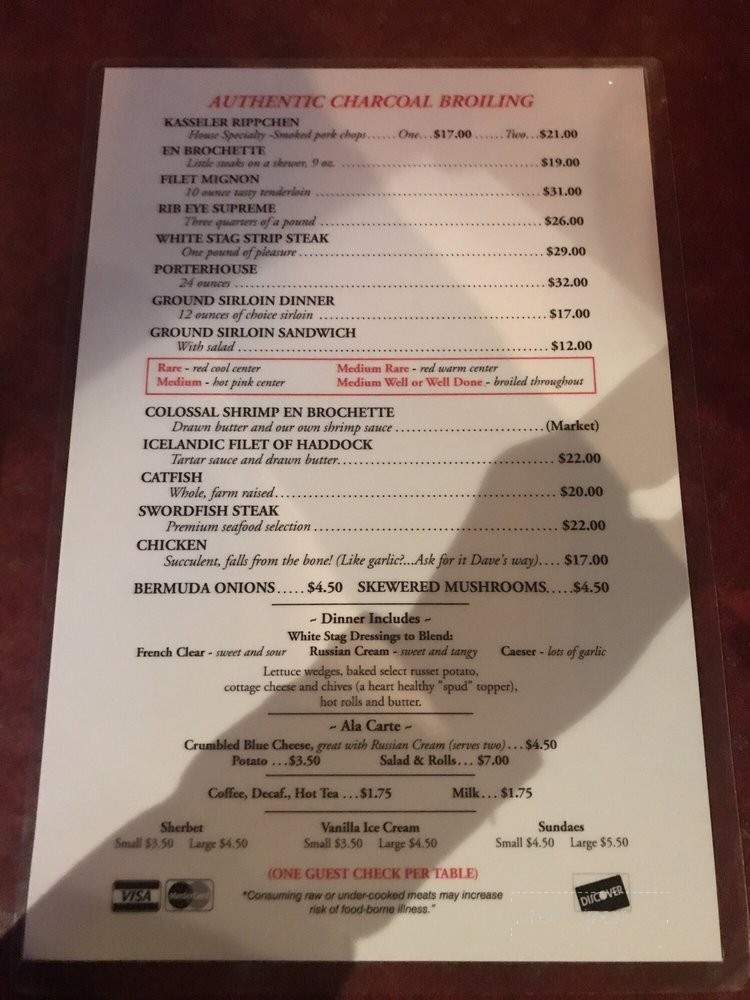 AUTHENTIC CHARCOAL BROILING
KASSELER RIPPCHEN
House Specialty -Smoked pork chops...... One...$17.00 ...... Two...$21.00
EN BROCHETTE
Little steaks on a skewer, 9 oz. .......... $19.00
FILET MIGNON
10 ounce tasty tenderloin .......... $31.00
RIB EYE SUPREME
Three quarters of a pound .......... $26.00
WHITE STAG STRIP STEAK
One pound of pleasure .......... $29.00
PORTERHOUSE
24 ounces .......... $32.00
GROUND SIRLOIN DINNER
12 ounces of choice sirloin .......... $17.00
GROUND SIRLOIN SANDWICH
With salad .......... $12.00
Rare - red cool center Medium Rare - red warm center
Medium - hot pink center Medium Well or Well Done - broiled throughout
COLOSSAL SHRIMP EN BROCHETTE
Drawn butter and our own shrimp sauce .......... (Market)
ICELANDIC FILET OF HADDOCK
Tartar sauce and drawn butter.......... $22.00
CATFISH
Whole, farm raised.......... $20.00
SWORDFISH STEAK
Premium seafood selection .......... $22.00
CHICKEN
Succulent, falls from the bone! (Like garlic?...Ask for it Dave's way).... $17.00
BERMUDA ONIONS..... $4.50 SKEWERED MUSHROOMS.....$4.50
~ Dinner Includes ~
White Stag Dressings to Blend:
French Clear - sweet and sour Russian Cream - sweet and tangy Caeser - lots of garlic
Lettuce wedges, baked select russet potato,
cottage cheese and chives (a heart healthy "spud" topper),
hot rolls and butter.
~ Ala Carte ~
Crumbled Blue Cheese, great with Russian Cream (serves two)... $4.50
Potato ...$3.50 Salad & Rolls... $7.00
Coffee, Decaf., Hot Tea ...$1.75 Milk... $1.75
Sherbet Vanilla Ice Cream Sundaes
Small $3.50 Large $4.50 Small $3.50 Large $4.50 Small $4.50 Large $5.50
(ONE GUEST CHECK PER TABLE)
VISA MasterCard DISCOVER
"Consuming raw or under-cooked meats may increase
risk of food-borne illness."